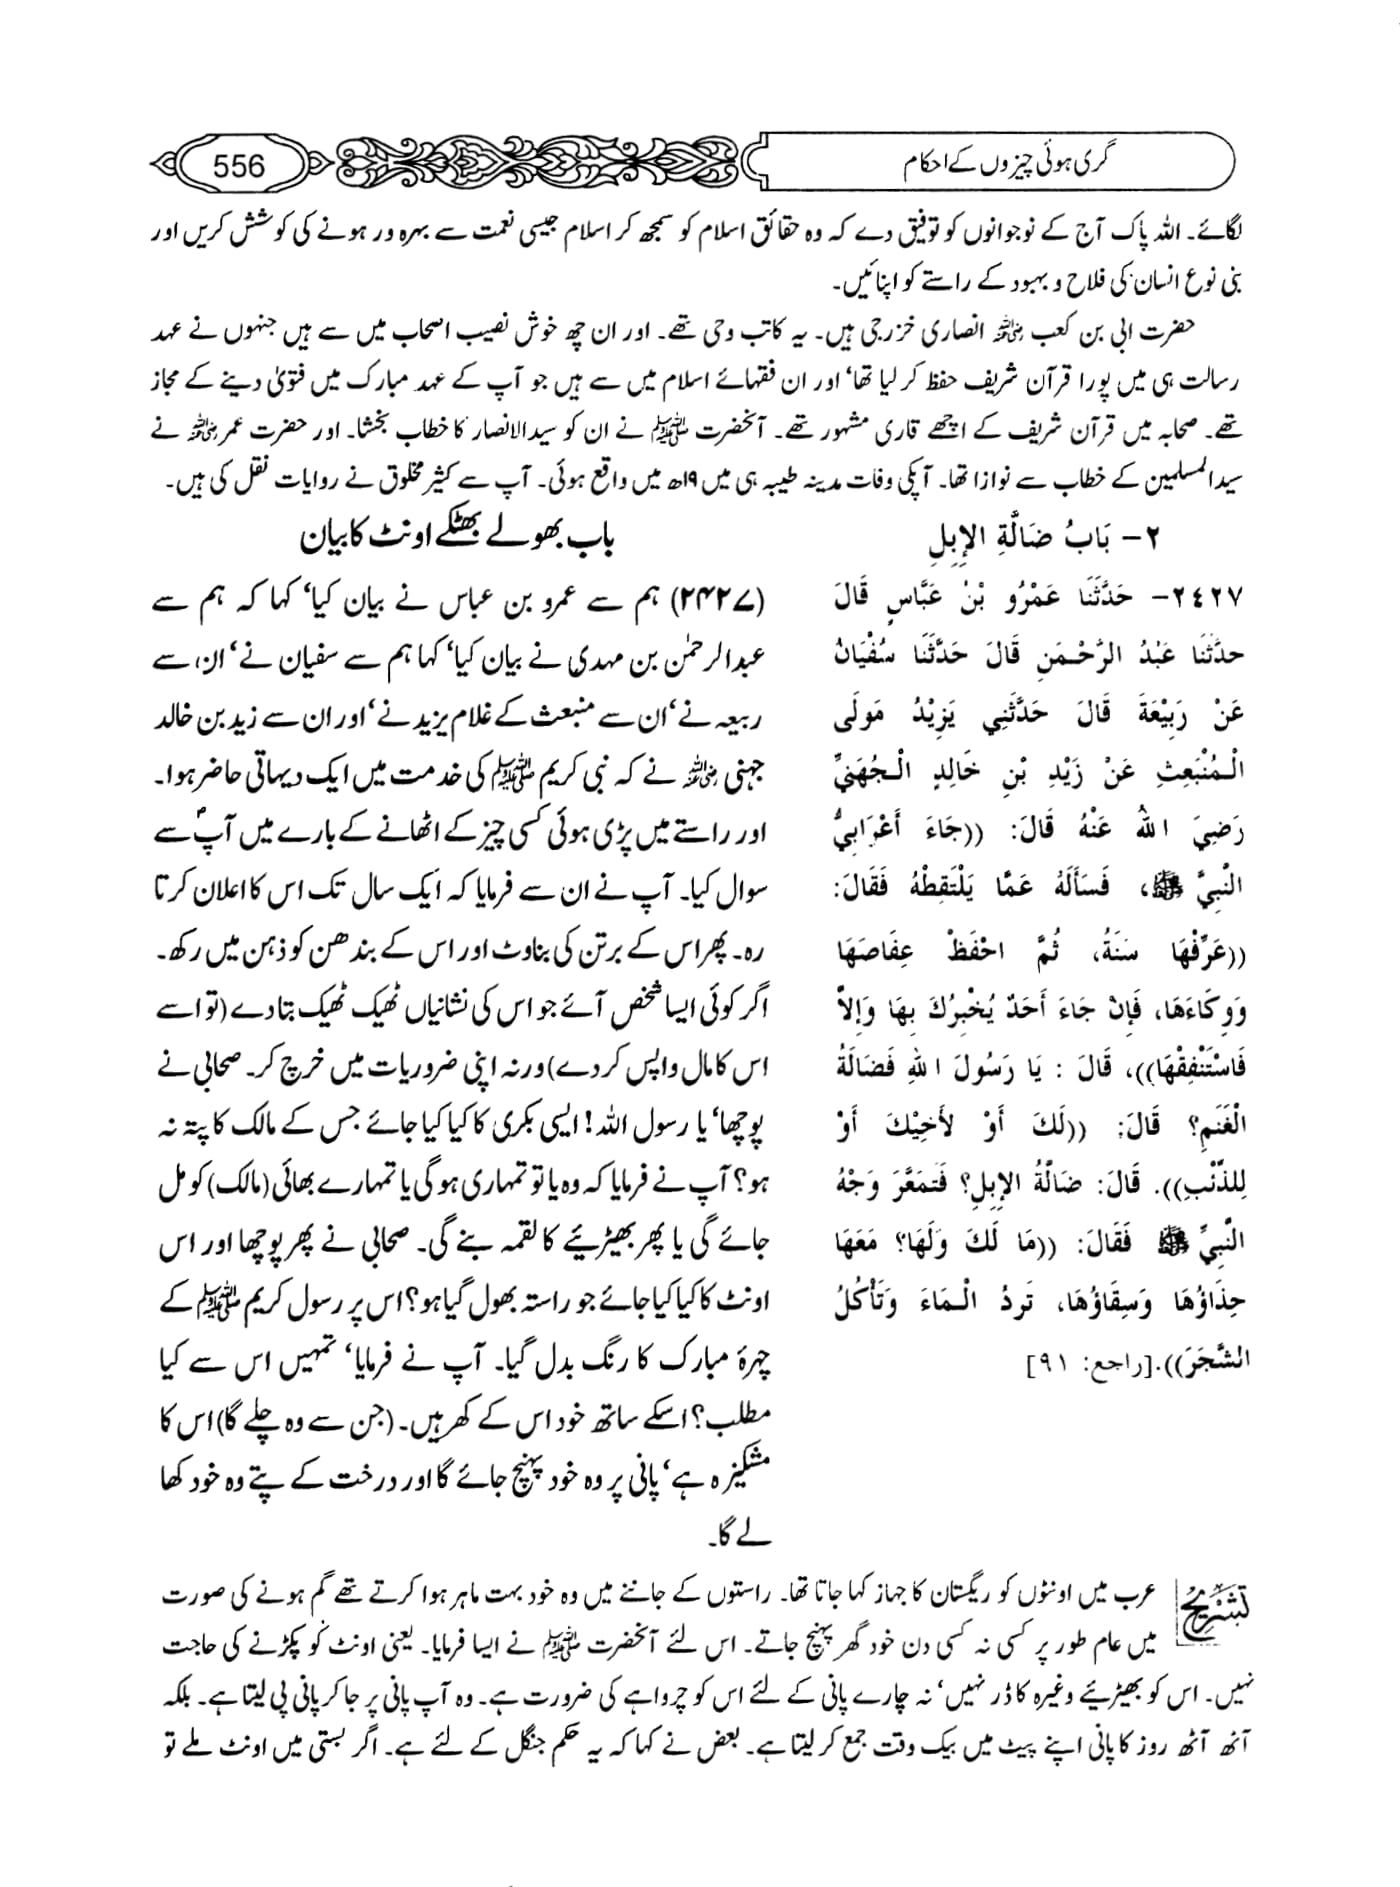 گری ہوئی چیزوں کے احکام
556
لگائے۔ اللہ پاک آج کے نوجوانوں کو توفیق دے کہ وہ حقائق اسلام کو سمجھ کر اسلام جیسی نعمت سے بہرہ ور ہونے کی کوشش کریں اور
بنی نوع انسان کی فلاح و بہبود کے راستے کو اپنائیں۔
حضرت ابی بن کعب رضی اللہ عنہ انصاری خزرجی ہیں۔ یہ کاتب وحی تھے۔ اور ان چھ خوش نصیب اصحاب میں سے ہیں جنہوں نے عہد
رسالت ہی میں پورا قرآن شریف حفظ کر لیا تھا‘ اور ان فقہائے اسلام میں سے ہیں جو آپ کے عہد مبارک میں فتویٰ دینے کے مجاز
تھے۔ صحابہ میں قرآن شریف کے اچھے قاری مشہور تھے۔ آنحضرت ﷺ نے ان کو سید الانصار کا خطاب بخشا۔ اور حضرت عمر رضی اللہ عنہ نے
سید المسلمین کے خطاب سے نوازا تھا۔ آپکی وفات مدینہ طیبہ ہی میں ۱۹ھ میں واقع ہوئی۔ آپ سے کثیر مخلوق نے روایات نقل کی ہیں۔
٢- بَابُ ضَالَّةِ الإِبِلِ
٢٤٢٧- حَدَّثَنَا عَمْرُو بْنُ عَبَّاسٍ قَالَ
حَدَّثَنَا عَبْدُ الرَّحْمَنِ قَالَ حَدَّثَنَا سُفْيَانُ
عَنْ رَبِيْعَةَ قَالَ حَدَّثَنِي يَزِيْدُ مَولَى
الْمُنْبَعِثِ عَنْ زَيْدِ بْنِ خَالِدٍ الْجُهَنِيِّ
رَضِيَ اللهُ عَنْهُ قَالَ: ((جَاءَ أَعْرَابِيُّ
النَّبِيَّ ﷺ، فَسَأَلَهُ عَمَّا يَلْتَقِطُهُ فَقَالَ:
((عَرِّفْهَا سَنَةً، ثُمَّ احْفَظْ عِفَاصَهَا
وَوِكَاءَهَا، فَإِنْ جَاءَ أَحَدٌ يُخْبِرُكَ بِهَا وَإِلاَّ
فَاسْتَنْفِقْهَا))، قَالَ : يَا رَسُولَ اللهِ فَضَالَّةُ
الْغَنَمِ؟ قَالَ: ((لَكَ أَوْ لأَخِيْكَ أَوْ
لِلذِّئْبِ)). قَالَ: ضَالَّةُ الإِبِلِ؟ فَتَمَعَّرَ وَجْهُ
النَّبِيِّ ﷺ فَقَالَ: ((مَا لَكَ وَلَهَا؟ مَعَهَا
حِذَاؤُهَا وَسِقَاؤُهَا، تَرِدُ الْمَاءَ وَتَأْكُلُ
الشَّجَرَ)).[راجع: ٩١]
باب بھولے بھٹکے اونٹ کا بیان
(۲۴۲۷) ہم سے عمرو بن عباس نے بیان کیا‘ کہا کہ ہم سے
عبدالرحمٰن بن مہدی نے بیان کیا‘ کہا ہم سے سفیان نے‘ ان سے
ربیعہ نے‘ ان سے منبعث کے غلام یزید نے‘ اور ان سے زید بن خالد
جہنی رضی اللہ عنہ نے کہ نبی کریم ﷺ کی خدمت میں ایک دیہاتی حاضر ہوا۔
اور راستے میں پڑی ہوئی کسی چیز کے اٹھانے کے بارے میں آپؐ سے
سوال کیا۔ آپ نے ان سے فرمایا کہ ایک سال تک اس کا اعلان کرتا
رہ۔ پھر اس کے برتن کی بناوٹ اور اس کے بندھن کو ذہن میں رکھ۔
اگر کوئی ایسا شخص آئے جو اس کی نشانیاں ٹھیک ٹھیک بتا دے (تو اسے
اس کا مال واپس کر دے) ورنہ اپنی ضروریات میں خرچ کر۔ صحابی نے
پوچھا‘ یا رسول اللہ! ایسی بکری کا کیا کیا جائے جس کے مالک کا پتہ نہ
ہو؟ آپ نے فرمایا کہ وہ یا تو تمہاری ہوگی یا تمہارے بھائی (مالک) کو مل
جائے گی یا پھر بھیڑیئے کا لقمہ بنے گی۔ صحابی نے پھر پوچھا اور اس
اونٹ کا کیا کیا جائے جو راستہ بھول گیا ہو؟ اس پر رسول کریم ﷺ کے
چہرۂ مبارک کا رنگ بدل گیا۔ آپ نے فرمایا‘ تمہیں اس سے کیا
مطلب؟ اسکے ساتھ خود اس کے کھر ہیں۔ (جن سے وہ چلے گا) اس کا
مشکیزہ ہے‘ پانی پر وہ خود پہنچ جائے گا اور درخت کے پتے وہ خود کھا
لے گا۔
تشریح عرب میں اونٹوں کو ریگستان کا جہاز کہا جاتا تھا۔ راستوں کے جاننے میں وہ خود بہت ماہر ہوا کرتے تھے گم ہونے کی صورت
میں عام طور پر کسی نہ کسی دن خود گھر پہنچ جاتے۔ اس لئے آنحضرت ﷺ نے ایسا فرمایا۔ یعنی اونٹ کو پکڑنے کی حاجت
نہیں۔ اس کو بھیڑیئے وغیرہ کا ڈر نہیں‘ نہ چارے پانی کے لئے اس کو چرواہے کی ضرورت ہے۔ وہ آپ پانی پر جا کر پانی پی لیتا ہے۔ بلکہ
آٹھ آٹھ روز کا پانی اپنے پیٹ میں بیک وقت جمع کر لیتا ہے۔ بعض نے کہا کہ یہ حکم جنگل کے لئے ہے۔ اگر بستی میں اونٹ ملے تو